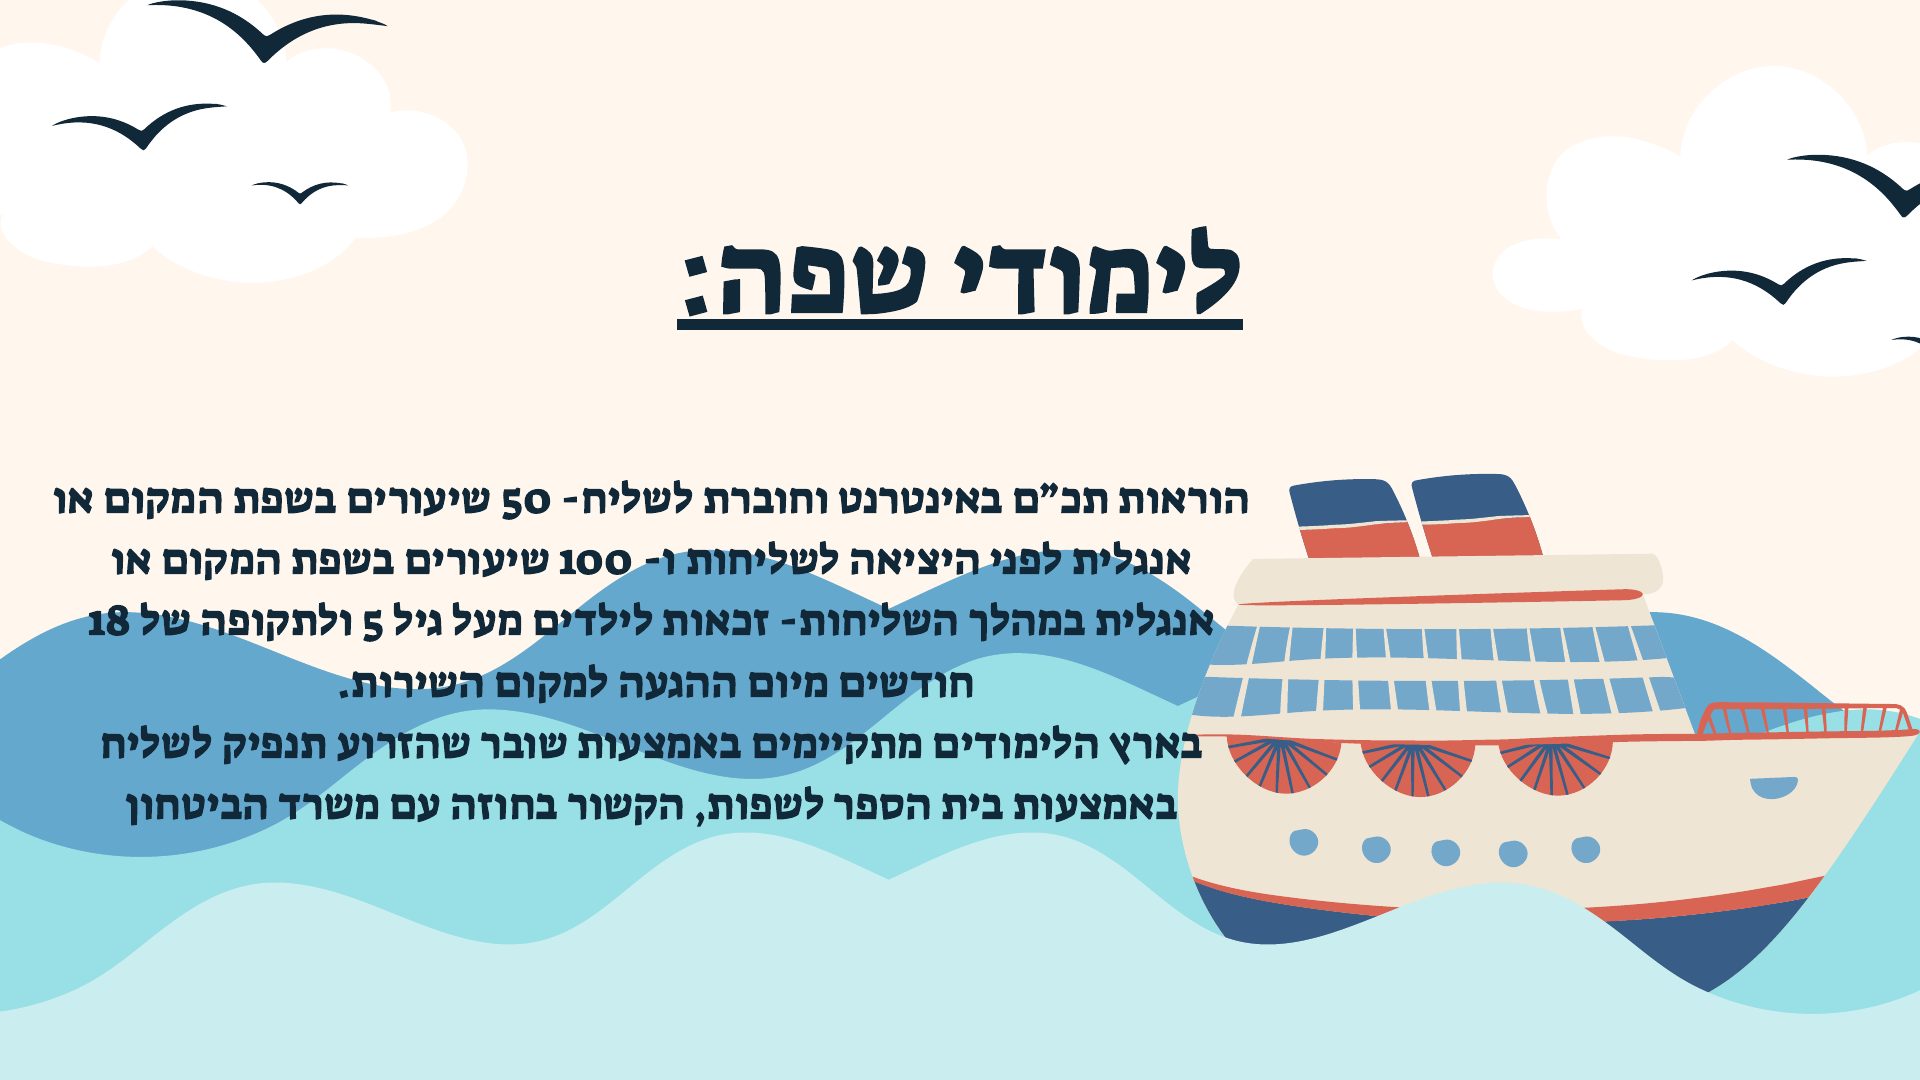 לימודי שפה:
הוראות תכ"ם באינטרנט וחוברת לשליח- 50 שיעורים בשפת המקום או
אנגלית לפני היציאה לשליחות ו- 100 שיעורים בשפת המקום או
אנגלית במהלך השליחות- זכאות לילדים מעל גיל 5 ולתקופה של 18
חודשים מיום ההגעה למקום השירות.
בארץ הלימודים מתקיימים באמצעות שובר שהזרוע תנפיק לשליח
באמצעות בית הספר לשפות, הקשור בחוזה עם משרד הביטחון